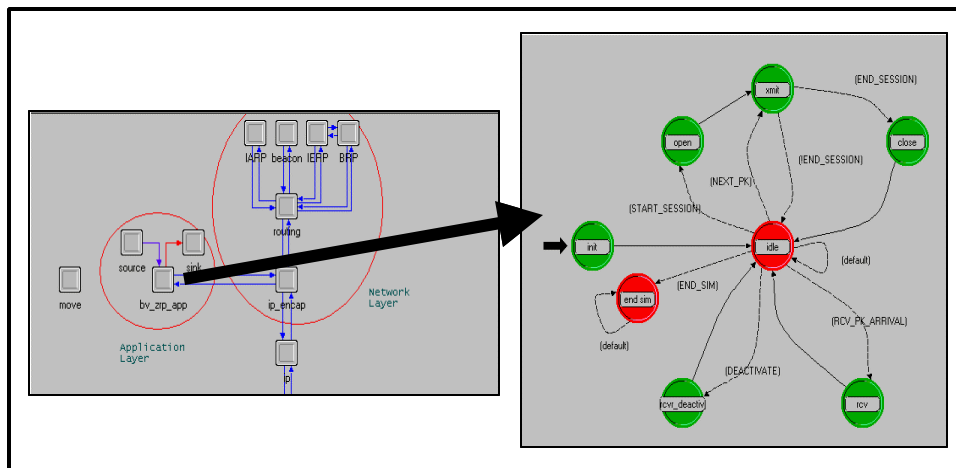 IARP beacon IERP BRP
routing
source sink
move bv_zrp_app ip_encap
Network
Layer
Application
Layer
ip
xmit
(END_SESSION)
open close
(!END_SESSION)
(NEXT_PK)
(START_SESSION)
init idle
(default)
(END_SIM)
end sim
(RCV_PK_ARRIVAL)
(default)
(DEACTIVATE)
rcvr_deactiv rcv